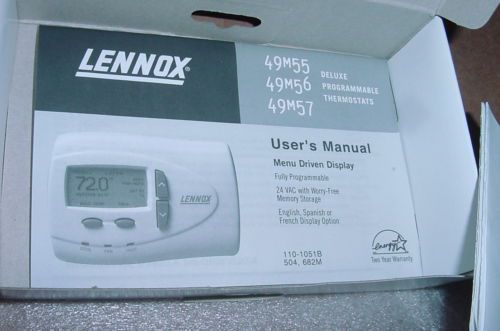 LENNOX
49M55
49M56
49M57
DELUXE
PROGRAMMABLE
THERMOSTATS
User's Manual
Menu Driven Display
Fully Programmable
24 VAC with Worry-Free
Memory Storage
English, Spanish or
French Display Option
72.0°
LENNOX
110-1051B
504, 682M
energy
Two Year Warranty